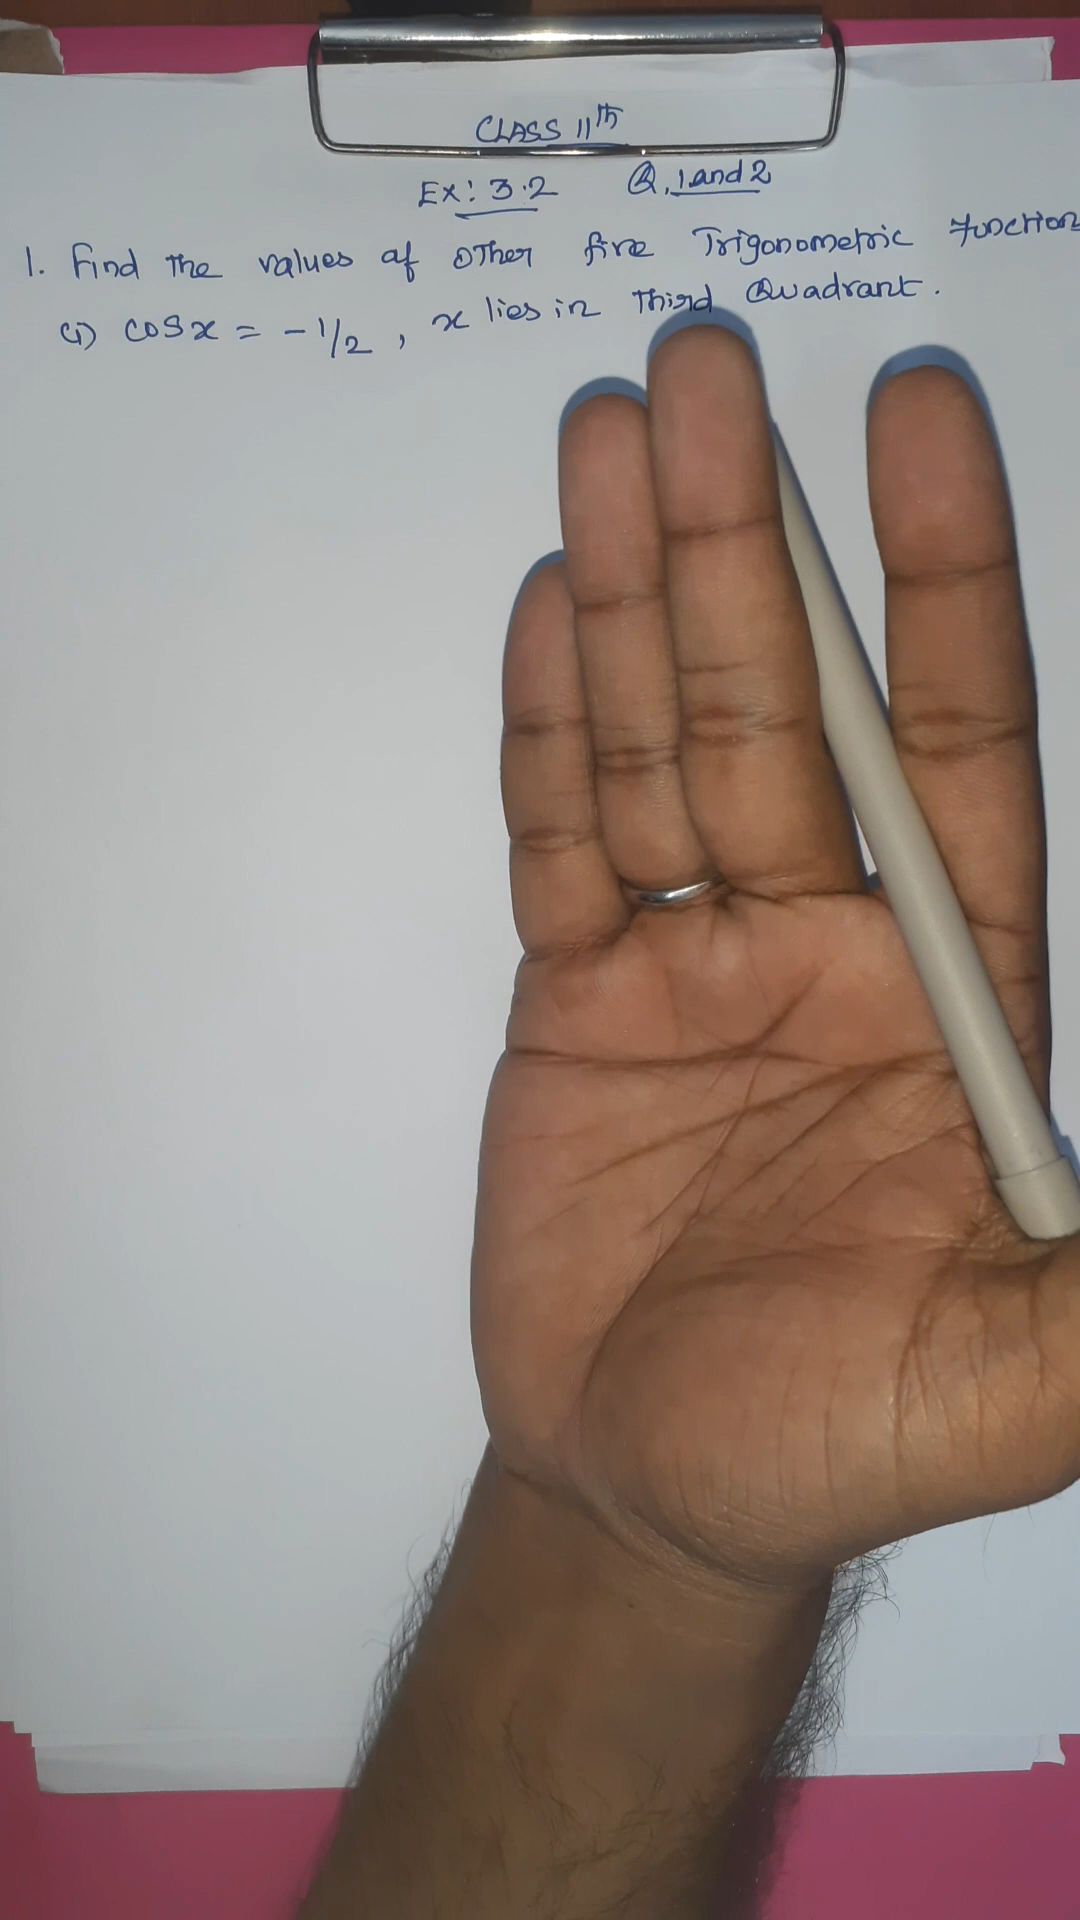 CLASS 11th
Ex: 3.2 Q. 1 and 2
1. Find the values of other five Trigonometric Function
(i) cosx = -1/2, x lies in Third Quadrant.